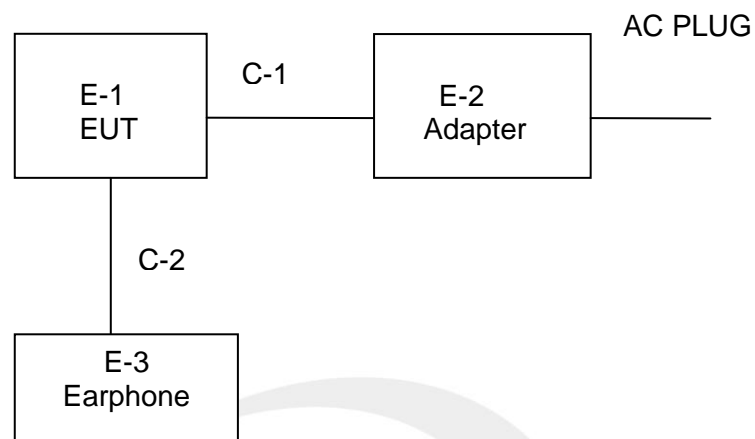 AC PLUG
C-1
E-1
EUT
E-2
Adapter
C-2
E-3
Earphone